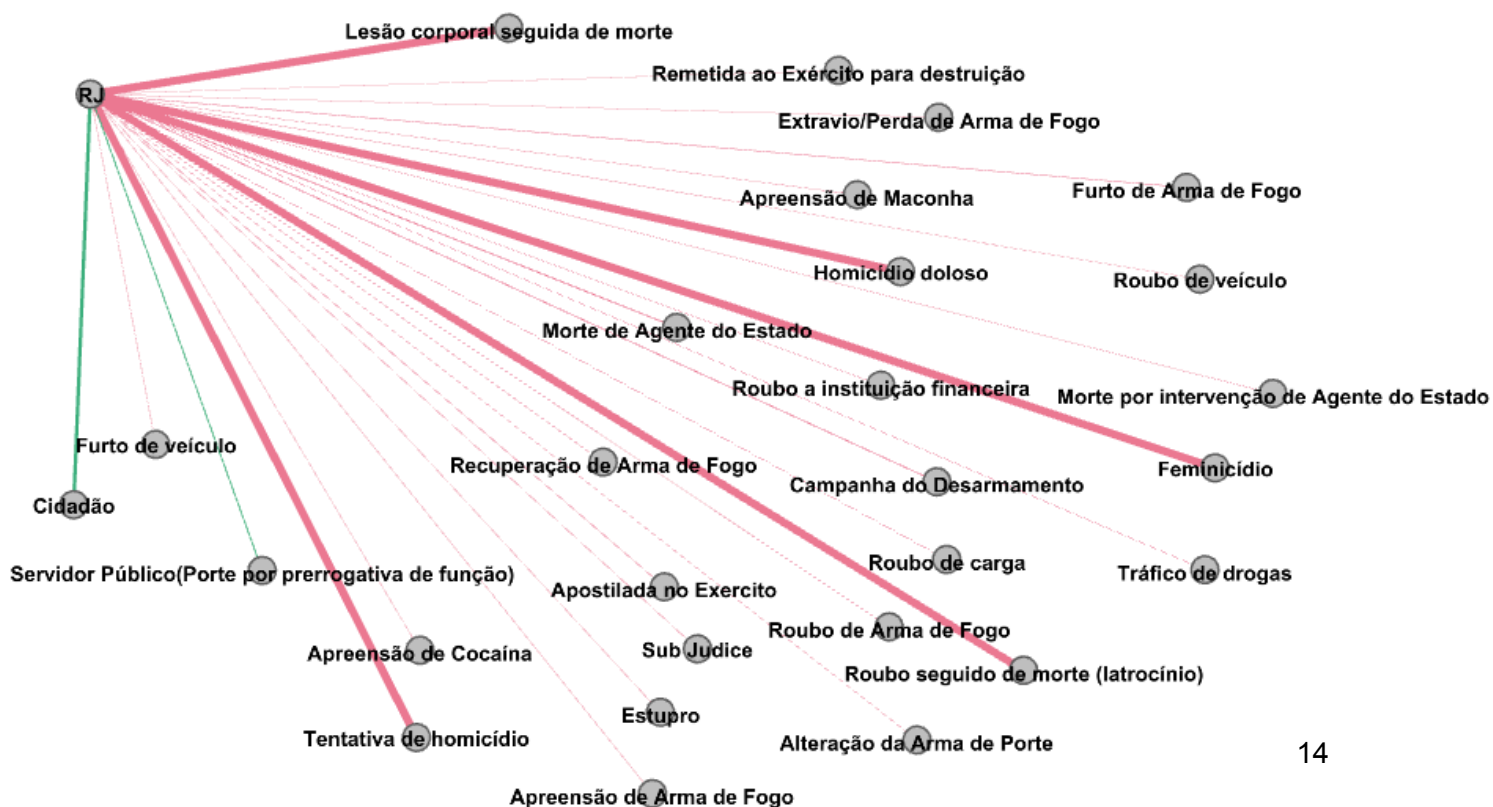 Lesão corporal seguida de morte
Remetida ao Exército para destruição
RJ
Extravio/Perda de Arma de Fogo
Furto de Arma de Fogo
Apreensão de Maconha
Homicídio doloso
Roubo de veículo
Morte de Agente do Estado
Roubo a instituição financeira
Morte por intervenção de Agente do Estado
Furto de veículo
Recuperação de Arma de Fogo
Feminicídio
Campanha do Desarmamento
Cidadão
Roubo de carga
Tráfico de drogas
Servidor Público(Porte por prerrogativa de função)
Apostilada no Exercito
Roubo de Arma de Fogo
Apreensão de Cocaína
Sub Judice
Roubo seguido de morte (latrocínio)
Estupro
Tentativa de homicídio
Alteração da Arma de Porte
14
Apreensão de Arma de Fogo